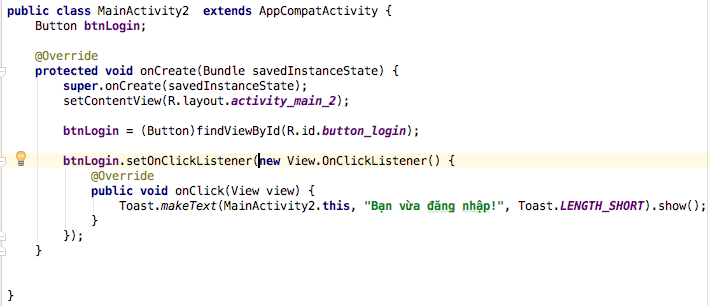 public class MainActivity2  extends AppCompatActivity {
    Button btnLogin;
    @Override
    protected void onCreate(Bundle savedInstanceState) {
        super.onCreate(savedInstanceState);
        setContentView(R.layout.activity_main_2);
        btnLogin = (Button)findViewById(R.id.button_login);
        btnLogin.setOnClickListener(new View.OnClickListener() {
            @Override
            public void onClick(View view) {
                Toast.makeText(MainActivity2.this, "Bạn vừa đăng nhập!", Toast.LENGTH_SHORT).show();
            }
        });
    }
}